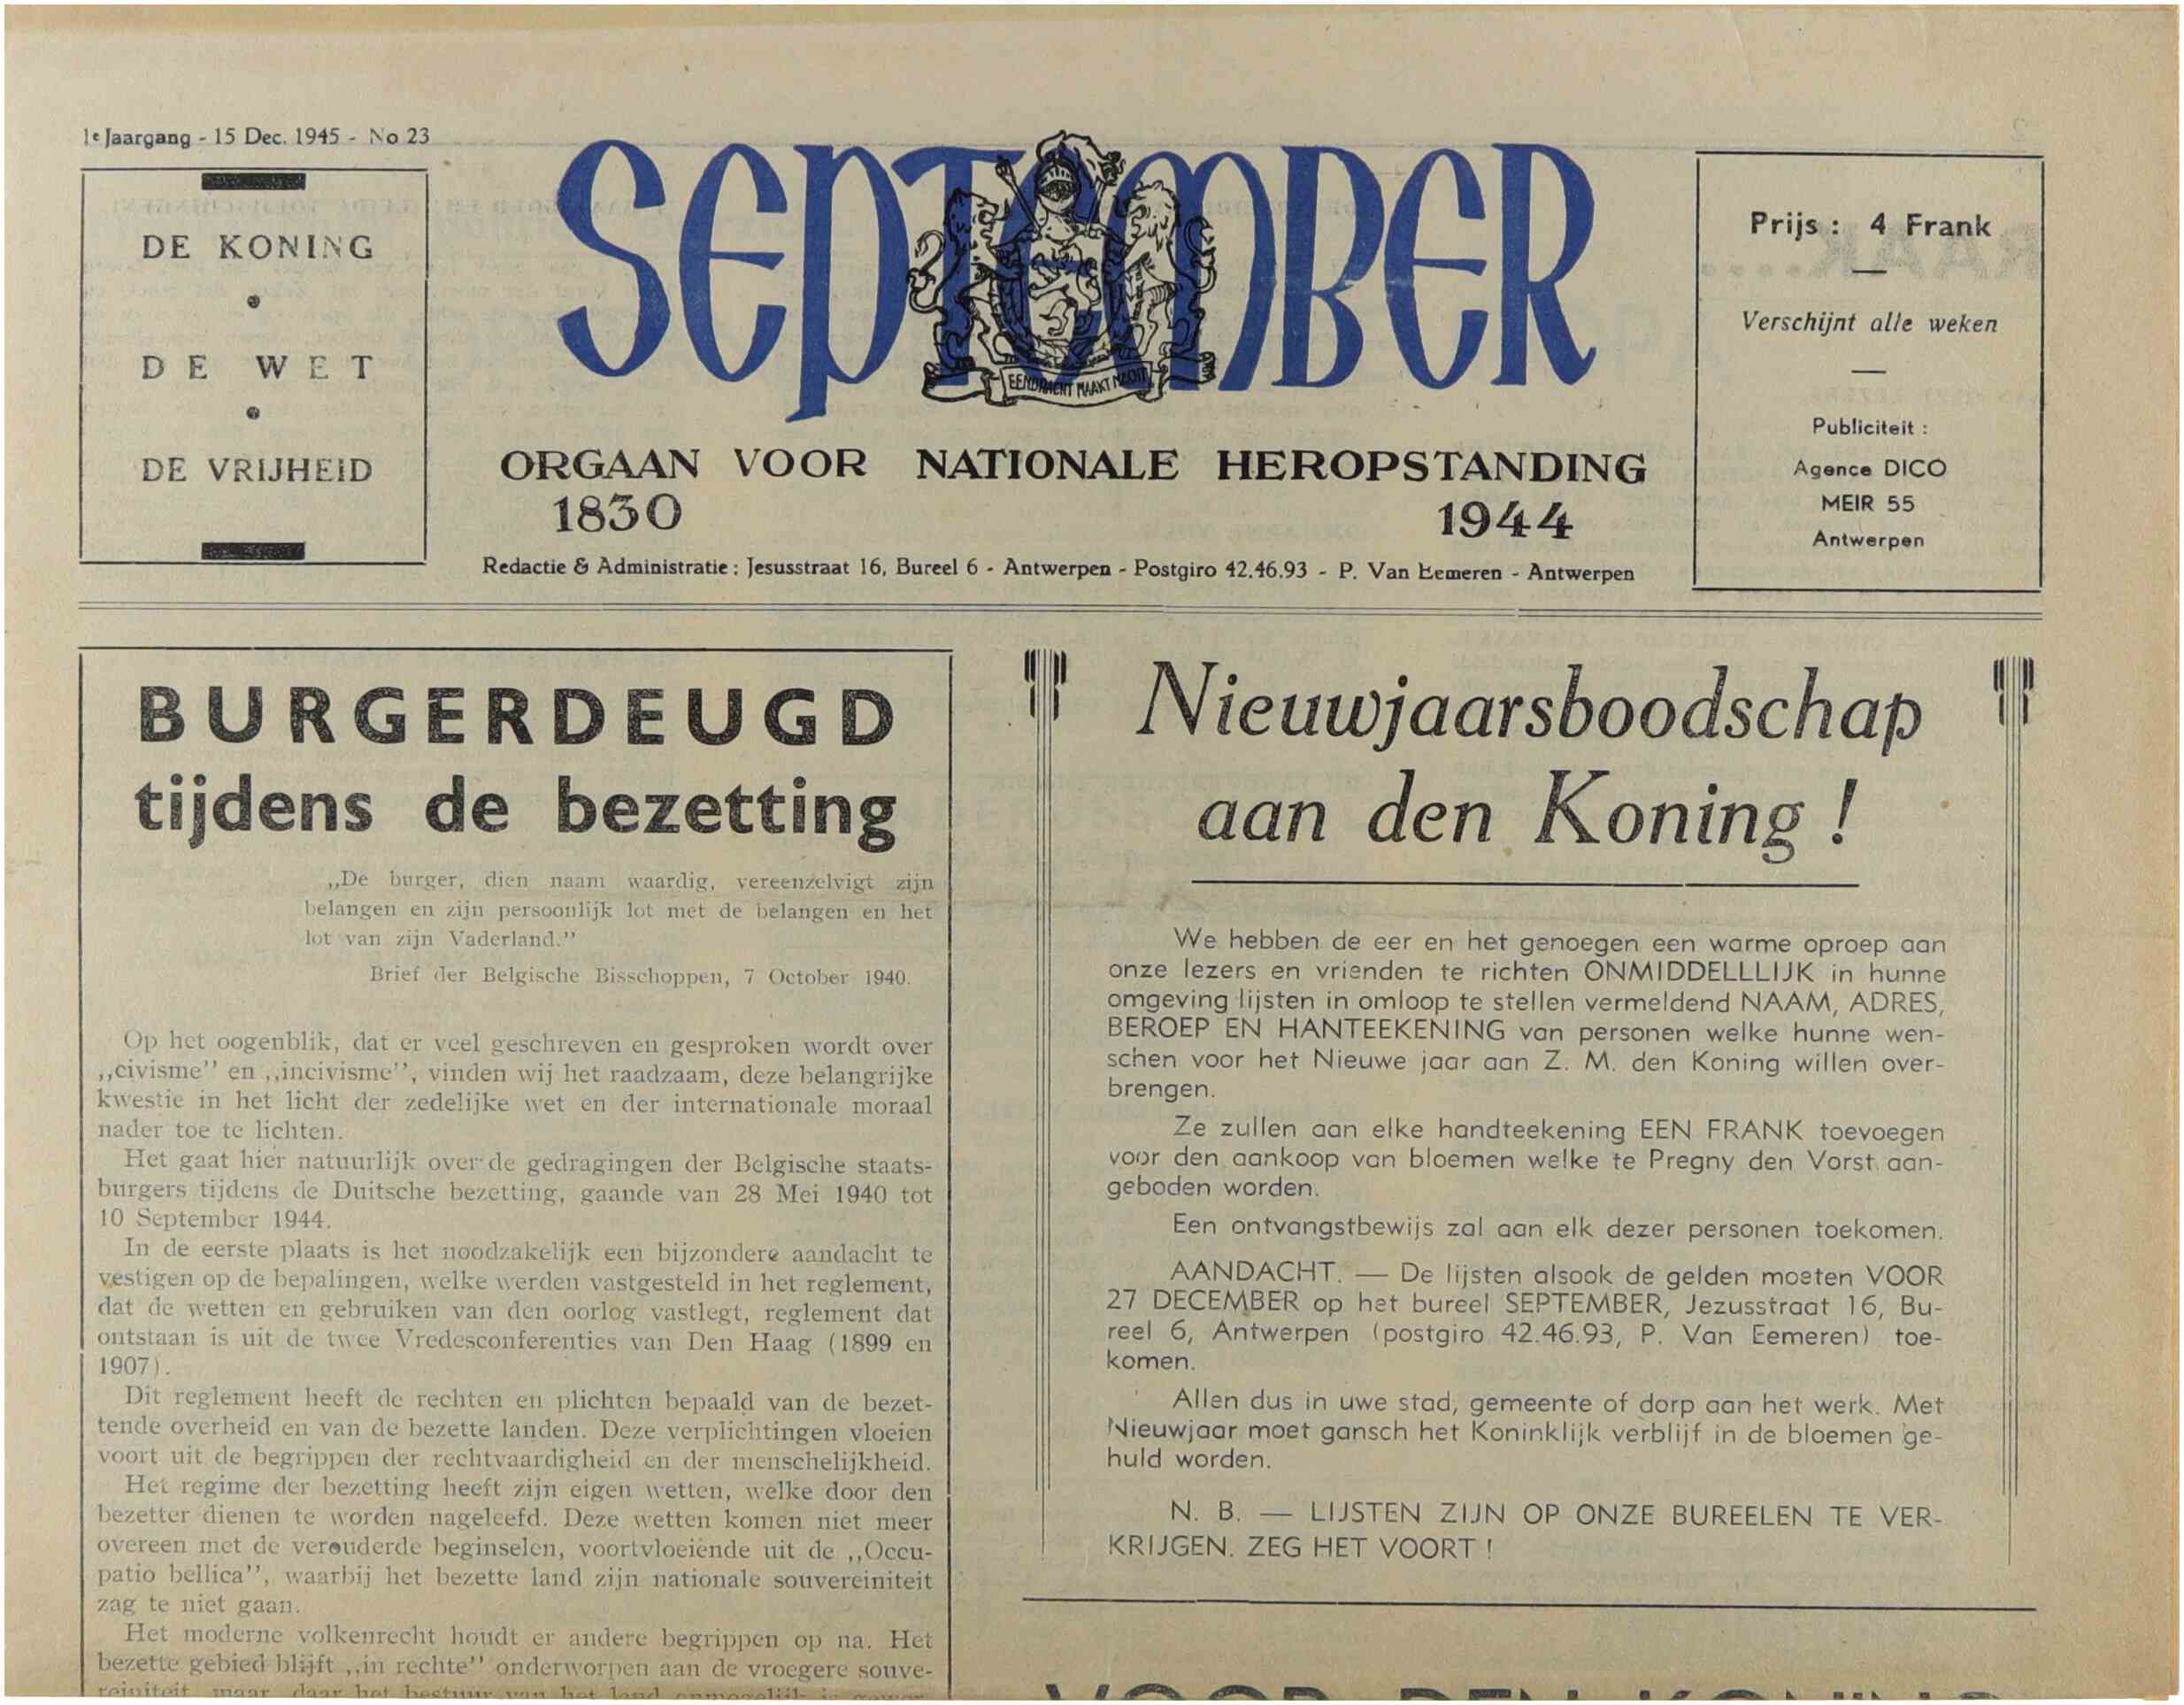 1e Jaargang - 15 Dec. 1945 - No 23
DE KONING
DE WET
DE VRIJHEID
SEPTEMBER
EENDRACHT MAAKT MACHT
ORGAAN VOOR NATIONALE HEROPSTANDING
1830 1944
Redactie & Administratie : Jesusstraat 16, Bureel 6 - Antwerpen - Postgiro 42.46.93 - P. Van Eemeren - Antwerpen
Prijs : 4 Frank
Verschijnt alle weken
Publiciteit :
Agence DICO
MEIR 55
Antwerpen
BURGERDEUGD
tijdens de bezetting
,,De burger, dien naam waardig, vereenzelvigt zijn
belangen en zijn persoonlijk lot met de belangen en het
lot van zijn Vaderland.''
Brief der Belgische Bisschoppen, 7 October 1940.
Op het oogenblik, dat er veel geschreven en gesproken wordt over
,,civisme'' en ,,incivisme'', vinden wij het raadzaam, deze belangrijke
kwestie in het licht der zedelijke wet en der internationale moraal
nader toe te lichten.
Het gaat hier natuurlijk over de gedragingen der Belgische staats-
burgers tijdens de Duitsche bezetting, gaande van 28 Mei 1940 tot
10 September 1944.
In de eerste plaats is het noodzakelijk een bijzondere aandacht te
vestigen op de bepalingen, welke werden vastgesteld in het reglement,
dat de wetten en gebruiken van den oorlog vastlegt, reglement dat
ontstaan is uit de twee Vredesconferenties van Den Haag (1899 en
1907).
Dit reglement heeft de rechten en plichten bepaald van de bezet-
tende overheid en van de bezette landen. Deze verplichtingen vloeien
voort uit de begrippen der rechtvaardigheid en der menschelijkheid.
Het regime der bezetting heeft zijn eigen wetten, welke door den
bezetter dienen te worden nageleefd. Deze wetten komen niet meer
overeen met de verouderde beginselen, voortvloeiende uit de ,,Occu-
patio bellica'', waarbij het bezette land zijn nationale souvereiniteit
zag te niet gaan.
Het moderne volkenrecht houdt er andere begrippen op na. Het
bezette gebied blijft ,,in rechte'' onderworpen aan de vroegere souve-
reiniteit, maar, daar het bestuur van het land onmogelijk is
Nieuwjaarsboodschap
aan den Koning !
We hebben de eer en het genoegen een warme oproep aan
onze lezers en vrienden te richten ONMIDDELLLIJK in hunne
omgeving lijsten in omloop te stellen vermeldend NAAM, ADRES,
BEROEP EN HANTEEKENING van personen welke hunne wen-
schen voor het Nieuwe jaar aan Z. M. den Koning willen over-
brengen.
Ze zullen aan elke handteekening EEN FRANK toevoegen
voor den aankoop van bloemen welke te Pregny den Vorst aan-
geboden worden.
Een ontvangstbewijs zal aan elk dezer personen toekomen.
AANDACHT. — De lijsten alsook de gelden moeten VOOR
27 DECEMBER op het bureel SEPTEMBER, Jezusstraat 16, Bu-
reel 6, Antwerpen (postgiro 42.46.93, P. Van Eemeren) toe-
komen.
Allen dus in uwe stad, gemeente of dorp aan het werk. Met
Nieuwjaar moet gansch het Koninklijk verblijf in de bloemen ge-
huld worden.
N. B. — LIJSTEN ZIJN OP ONZE BUREELEN TE VER-
KRIJGEN. ZEG HET VOORT !
VOOR DEN KONING